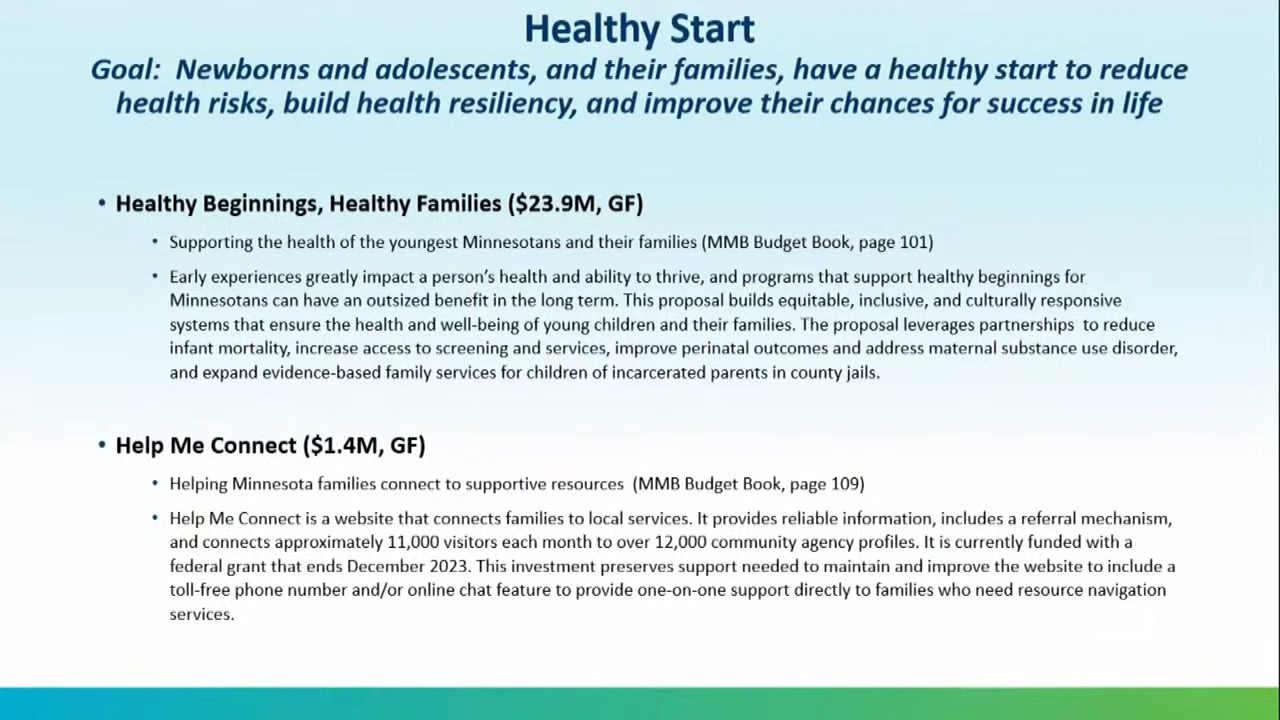 Healthy Start
Goal:  Newborns and adolescents, and their families, have a healthy start to reduce
health risks, build health resiliency, and improve their chances for success in life
• Healthy Beginnings, Healthy Families ($23.9M, GF)
• Supporting the health of the youngest Minnesotans and their families (MMB Budget Book, page 101)
• Early experiences greatly impact a person’s health and ability to thrive, and programs that support healthy beginnings for
Minnesotans can have an outsized benefit in the long term. This proposal builds equitable, inclusive, and culturally responsive
systems that ensure the health and well-being of young children and their families. The proposal leverages partnerships  to reduce
infant mortality, increase access to screening and services, improve perinatal outcomes and address maternal substance use disorder,
and expand evidence-based family services for children of incarcerated parents in county jails.
• Help Me Connect ($1.4M, GF)
• Helping Minnesota families connect to supportive resources  (MMB Budget Book, page 109)
• Help Me Connect is a website that connects families to local services. It provides reliable information, includes a referral mechanism,
and connects approximately 11,000 visitors each month to over 12,000 community agency profiles. It is currently funded with a
federal grant that ends December 2023. This investment preserves support needed to maintain and improve the website to include a
toll-free phone number and/or online chat feature to provide one-on-one support directly to families who need resource navigation
services.